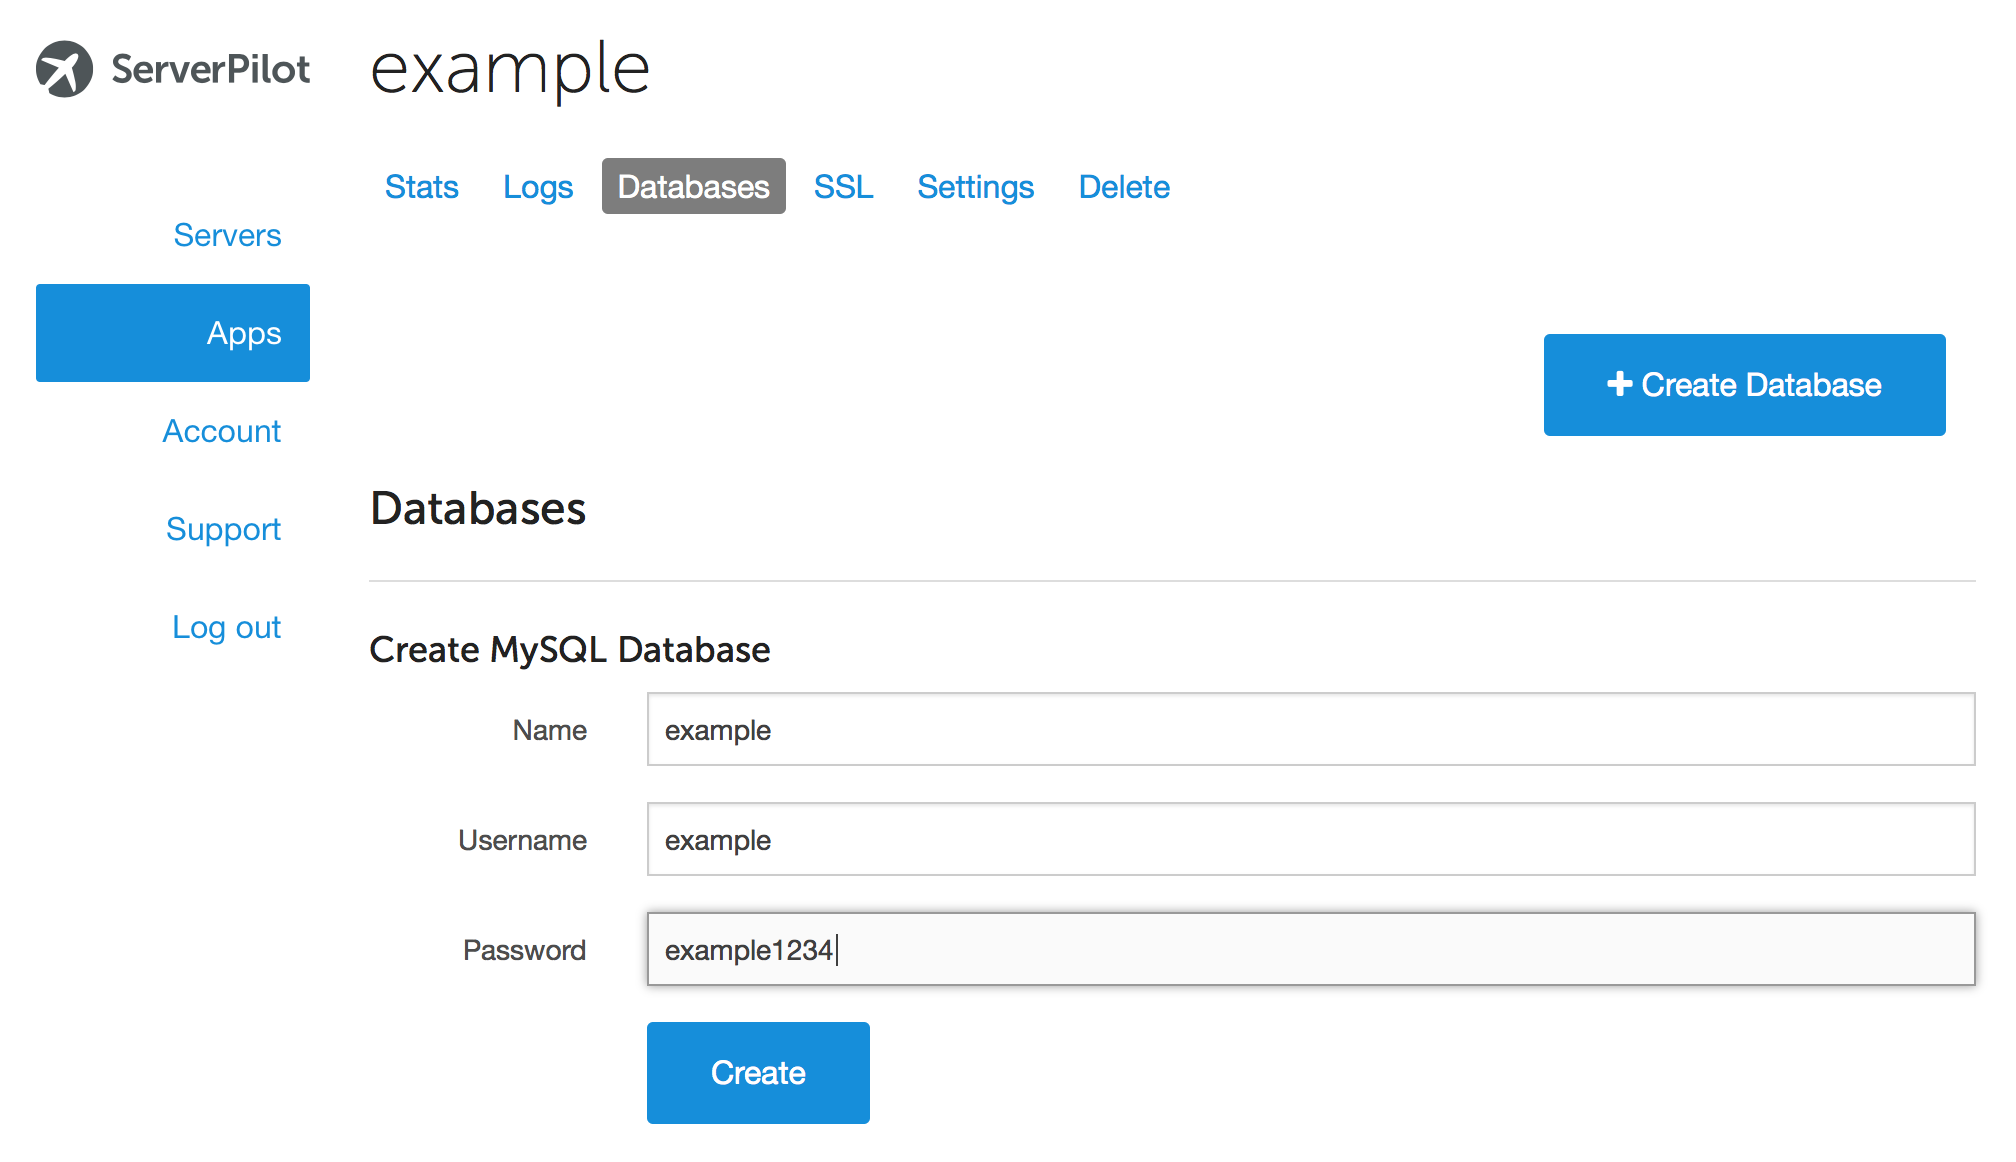 ServerPilot
example
Stats Logs Databases SSL Settings Delete
Servers
Apps
Account
Support
Log out
Create Database
Databases
Create MySQL Database
Name example
Username example
Password example1234
Create